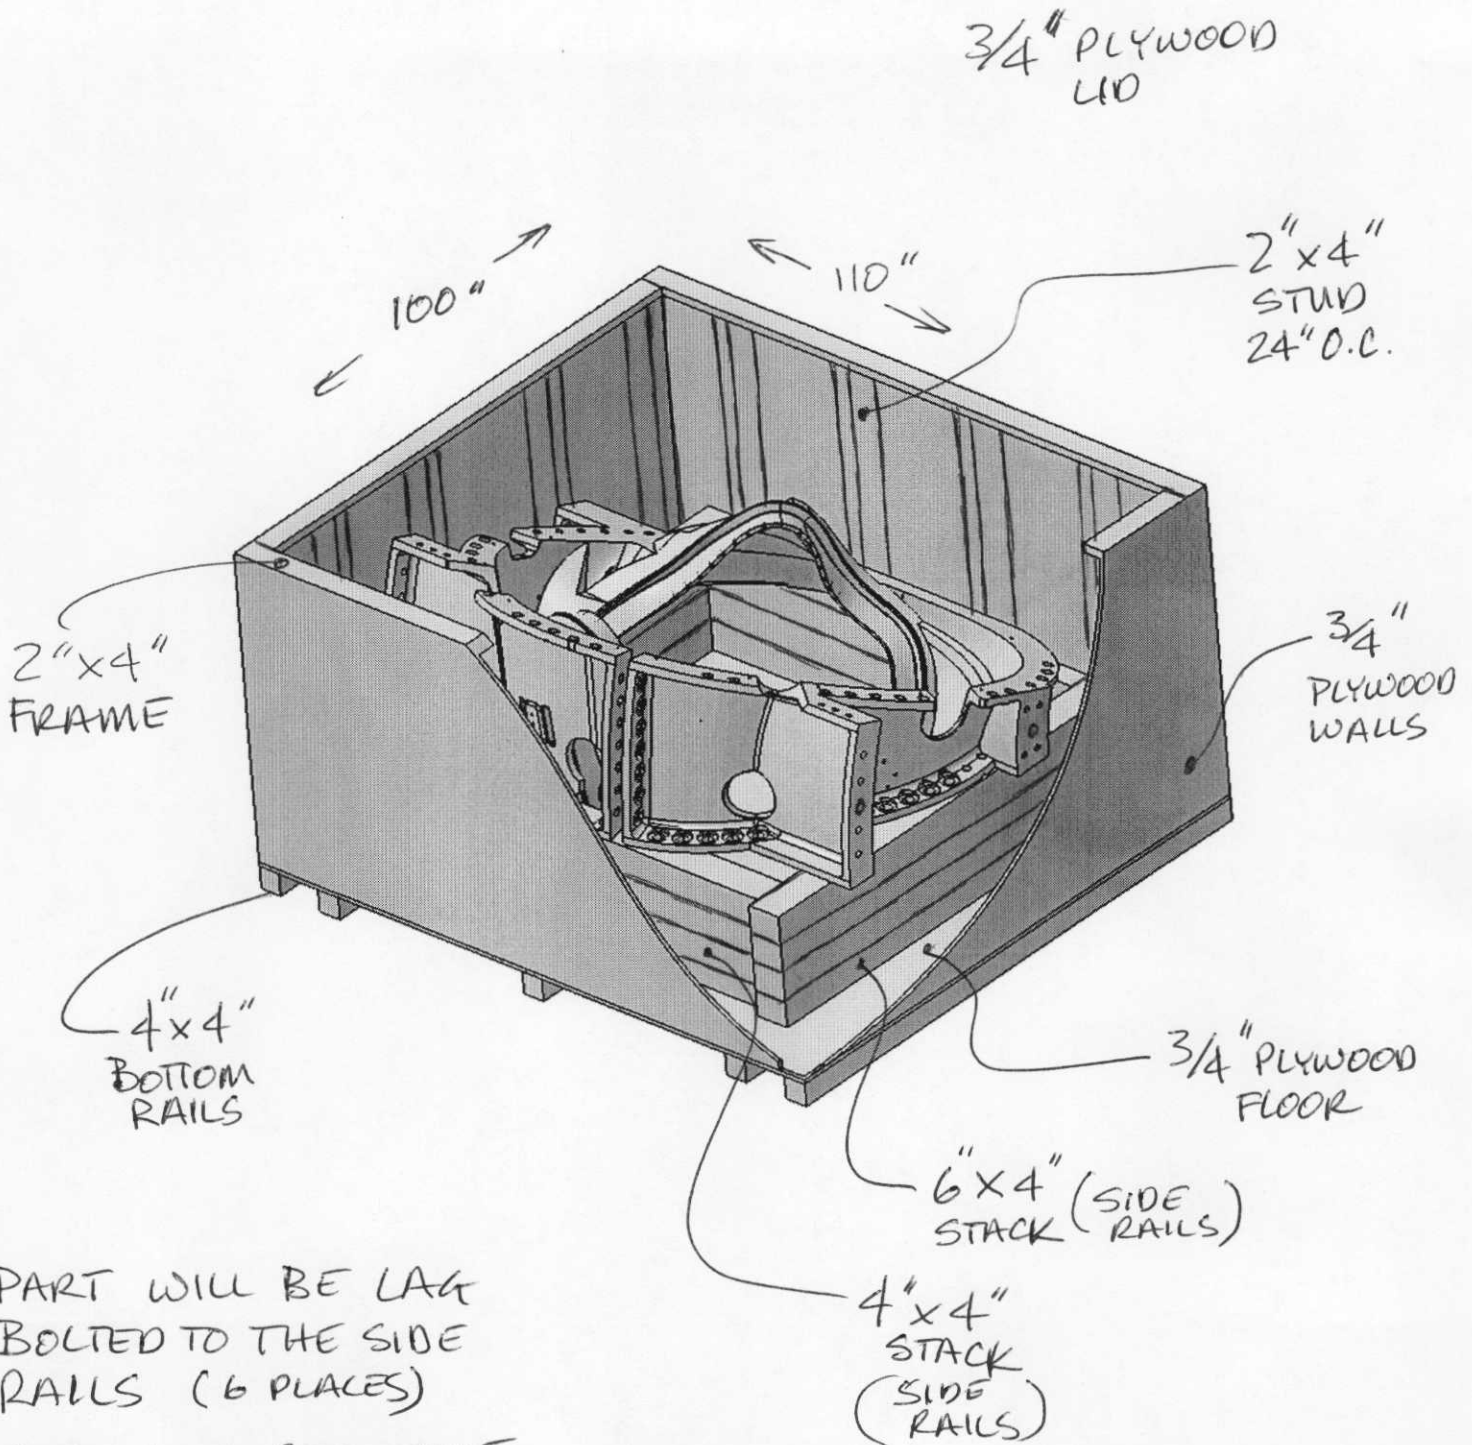 3/4" PLYWOOD
LID
100"
110"
2"x4"
STUD
24" O.C.
2"x4"
FRAME
3/4"
PLYWOOD
WALLS
4"x4"
BOTTOM
RAILS
3/4" PLYWOOD
FLOOR
6"x4"
STACK (SIDE RAILS)
4"x4"
STACK
(SIDE
RAILS)
PART WILL BE LAG
BOLTED TO THE SIDE
RAILS (6 PLACES)